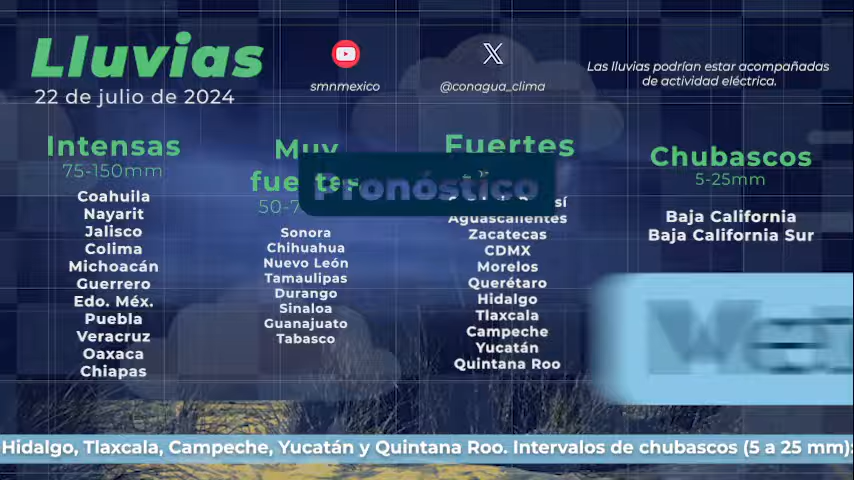 Lluvias
22 de julio de 2024
smnmexico
@conagua_clima
Las lluvias podrían estar acompañadas
de actividad eléctrica.
Intensas
75-150mm
Coahuila
Nayarit
Jalisco
Colima
Michoacán
Guerrero
Edo. Méx.
Puebla
Veracruz
Oaxaca
Chiapas
Muy
fuertes
Sonora
Chihuahua
Nuevo León
Tamaulipas
Durango
Sinaloa
Guanajuato
Tabasco
Pronóstico
Fuertes
Aguascalientes
Zacatecas
CDMX
Morelos
Querétaro
Hidalgo
Tlaxcala
Campeche
Yucatán
Quintana Roo
Chubascos
5-25mm
Baja California
Baja California Sur
Hidalgo, Tlaxcala, Campeche, Yucatán y Quintana Roo. Intervalos de chubascos (5 a 25 mm):